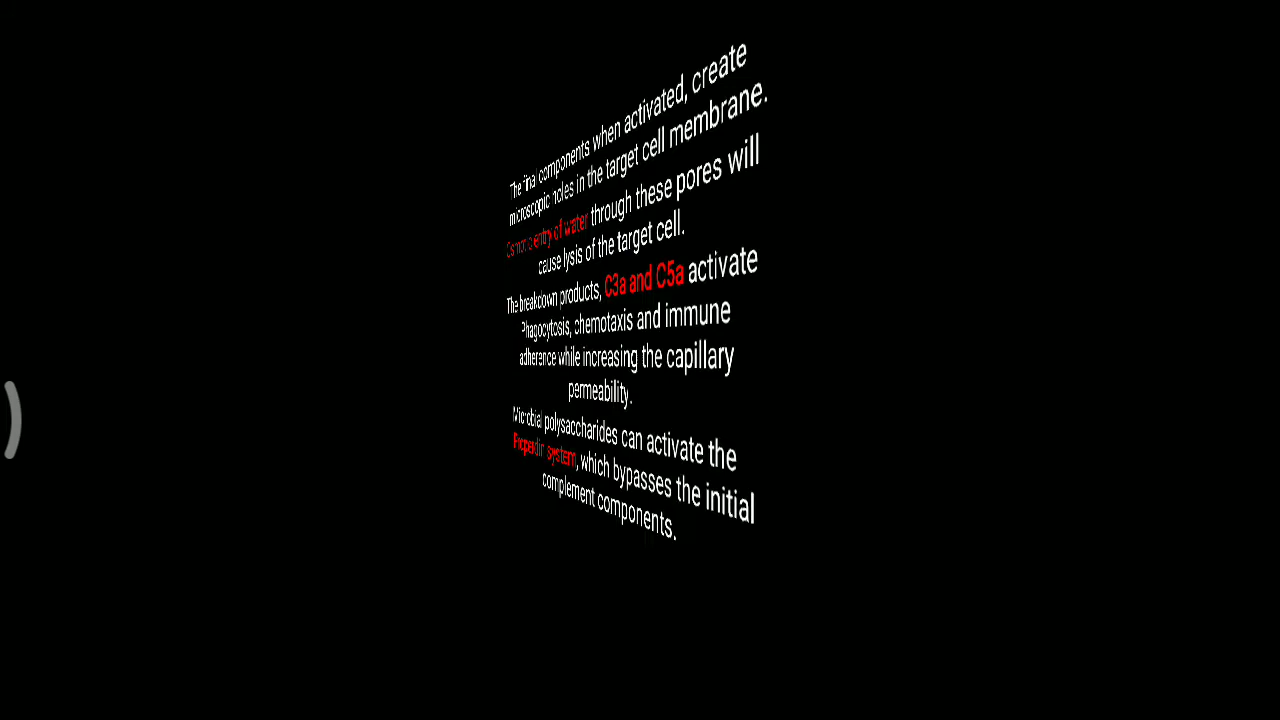 The final components when activated, create
microscopic holes in the target cell membrane.
Osmotic entry of water through these pores will
cause lysis of the target cell.
The breakdown products, C3a and C5a activate
Phagocytosis, chemotaxis and immune
adherence while increasing the capillary
permeability.
Microbial polysaccharides can activate the
Properdin system, which bypasses the initial
complement components.